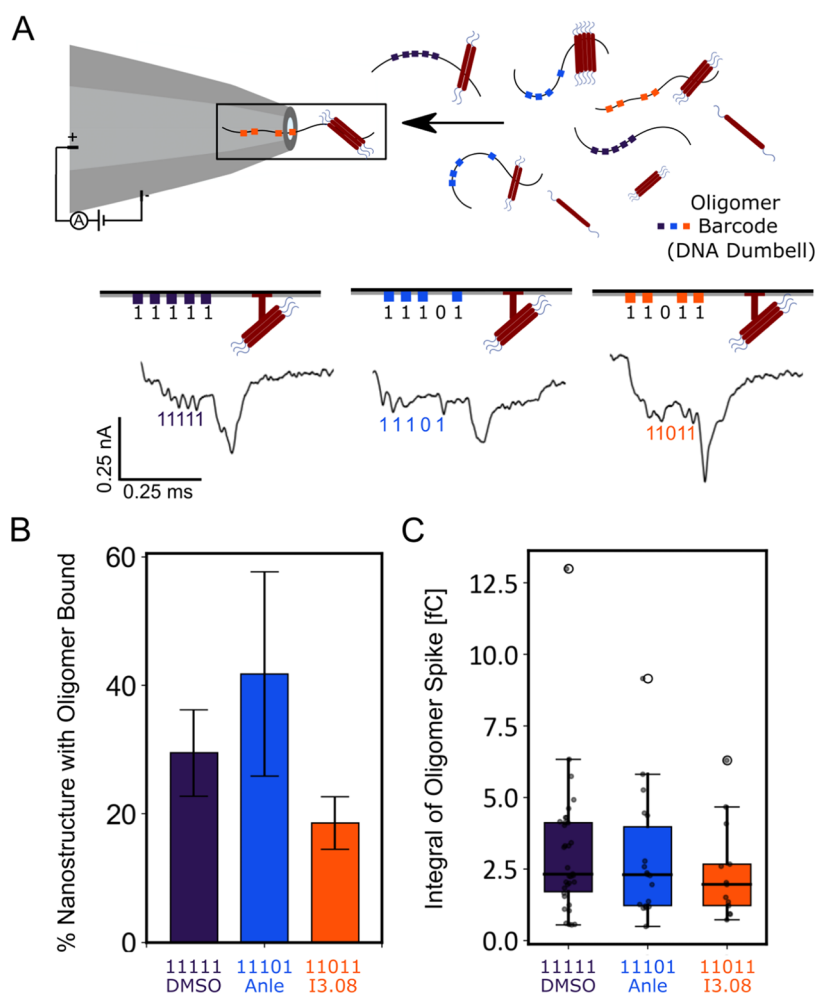 A
+
-
A
Oligomer
Barcode
(DNA Dumbell)
1 1 1 1 1
1 1 1 0 1
1 1 0 1 1
11111
1 1 1 0 1
11011
0.25 nA
0.25 ms
B
% Nanostructure with Oligomer Bound
60
40
20
0
11111
DMSO
11101
Anle
11011
I3.08
C
Integral of Oligomer Spike [fC]
12.5
10.0
7.5
5.0
2.5
0.0
11111
DMSO
11101
Anle
11011
I3.08